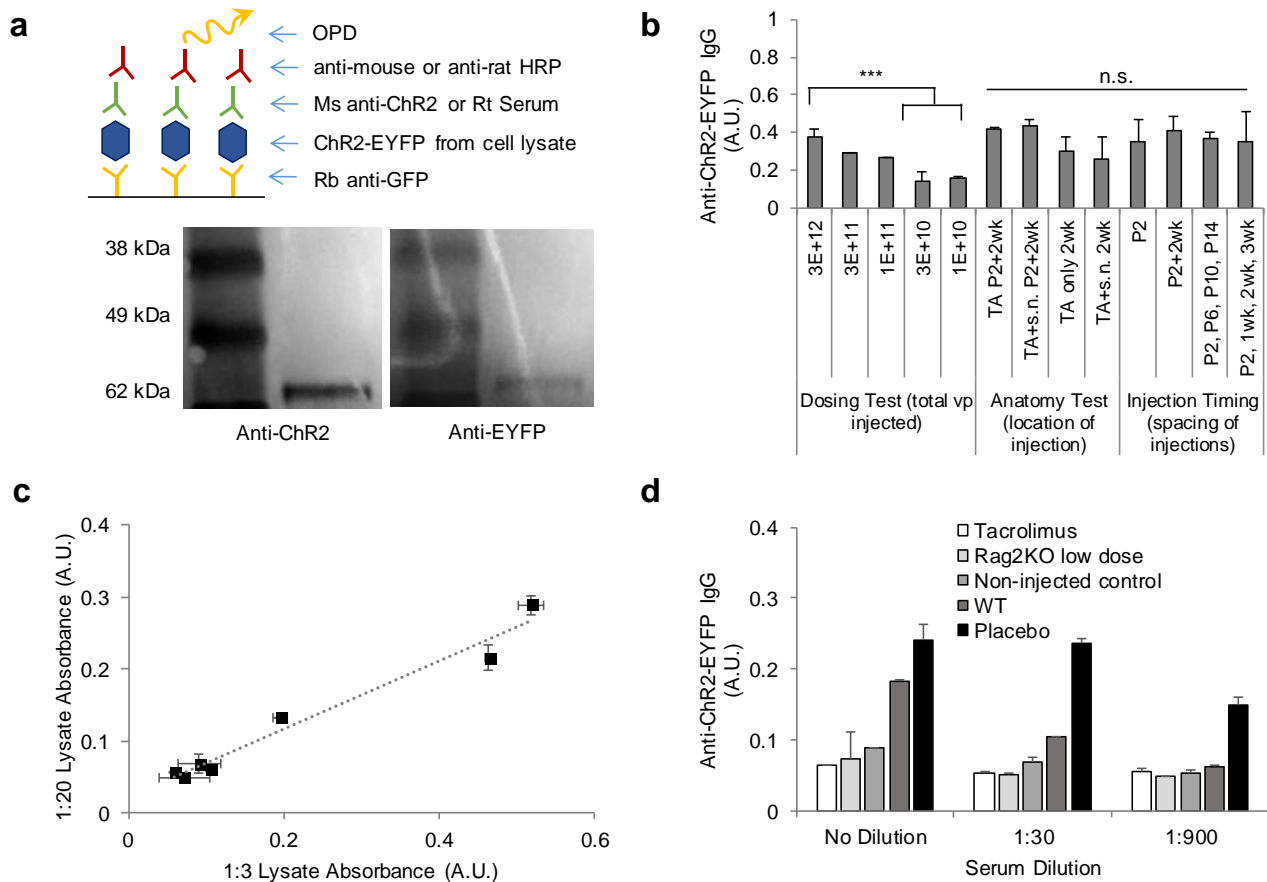 a
OPD
anti-mouse or anti-rat HRP
Ms anti-ChR2 or Rt Serum
ChR2-EYFP from cell lysate
Rb anti-GFP
38 kDa
49 kDa
62 kDa
Anti-ChR2
Anti-EYFP
b
Anti-ChR2-EYFP IgG
(A.U.)
1
0.8
0.6
0.4
0.2
0
***
n.s.
3E+12
3E+11
1E+11
3E+10
1E+10
TA P2+2wk
TA+s.n. P2+2wk
TA only 2wk
TA+s.n. 2wk
P2
P2+2wk
P2, P6, P10, P14
P2, 1wk, 2wk, 3wk
Dosing Test (total vp
injected)
Anatomy Test
(location of
injection)
Injection Timing
(spacing of
injections)
c
1:20 Lysate Absorbance (A.U.)
0.4
0.3
0.2
0.1
0
0
0.2
0.4
0.6
1:3 Lysate Absorbance (A.U.)
d
Anti-ChR2-EYFP IgG
(A.U.)
0.4
0.3
0.2
0.1
0
Tacrolimus
Rag2KO low dose
Non-injected control
WT
Placebo
No Dilution
1:30
1:900
Serum Dilution